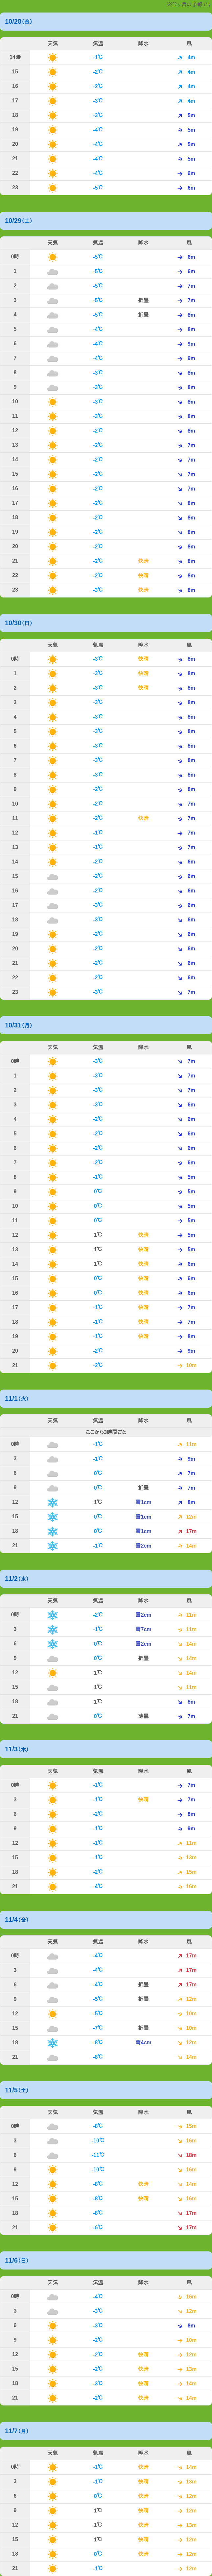 10/28(金)
天気 気温 降水 風
14時 -1℃ 4m
15 -2℃ 4m
16 -2℃ 4m
17 -3℃ 4m
18 -3℃ 5m
19 -4℃ 5m
20 -4℃ 5m
21 -4℃ 5m
22 -4℃ 6m
23 -5℃ 6m
10/29(土)
天気 気温 降水 風
0時 -5℃ 6m
1 -5℃ 6m
2 -5℃ 7m
3 -5℃ 折曇 7m
4 -5℃ 折曇 8m
5 -4℃ 8m
6 -4℃ 9m
7 -4℃ 9m
8 -3℃ 8m
9 -3℃ 8m
10 -3℃ 8m
11 -3℃ 8m
12 -2℃ 8m
13 -2℃ 7m
14 -2℃ 7m
15 -2℃ 7m
16 -2℃ 7m
17 -2℃ 8m
18 -2℃ 8m
19 -2℃ 8m
20 -2℃ 8m
21 -2℃ 快晴 8m
22 -2℃ 快晴 8m
23 -3℃ 快晴 8m
10/30(日)
天気 気温 降水 風
0時 -3℃ 快晴 8m
1 -3℃ 快晴 8m
2 -3℃ 快晴 8m
3 -3℃ 8m
4 -3℃ 8m
5 -3℃ 8m
6 -3℃ 8m
7 -3℃ 8m
8 -3℃ 8m
9 -2℃ 8m
10 -2℃ 7m
11 -2℃ 快晴 7m
12 -1℃ 7m
13 -1℃ 7m
14 -2℃ 6m
15 -2℃ 6m
16 -2℃ 6m
17 -3℃ 6m
18 -3℃ 6m
19 -2℃ 6m
20 -2℃ 6m
21 -2℃ 6m
22 -2℃ 6m
23 -3℃ 7m
10/31(月)
天気 気温 降水 風
0時 -3℃ 7m
1 -3℃ 7m
2 -3℃ 7m
3 -3℃ 6m
4 -2℃ 6m
5 -2℃ 6m
6 -2℃ 6m
7 -2℃ 6m
8 -1℃ 5m
9 0℃ 5m
10 0℃ 5m
11 0℃ 5m
12 1℃ 快晴 5m
13 1℃ 快晴 5m
14 1℃ 快晴 6m
15 0℃ 快晴 6m
16 0℃ 快晴 6m
17 -1℃ 快晴 7m
18 -1℃ 快晴 7m
19 -1℃ 快晴 8m
20 -2℃ 9m
21 -2℃ 10m
11/1(火)
天気 気温 降水 風
ここから3時間ごと
0時 -1℃ 11m
3 -1℃ 9m
6 0℃ 7m
9 0℃ 折曇 7m
12 1℃ 雪1cm 8m
15 0℃ 雪1cm 12m
18 0℃ 雪1cm 17m
21 -1℃ 雪2cm 14m
11/2(水)
天気 気温 降水 風
0時 -2℃ 雪2cm 11m
3 -1℃ 雪7cm 11m
6 0℃ 雪2cm 14m
9 0℃ 折曇 14m
12 1℃ 14m
15 1℃ 11m
18 1℃ 8m
21 0℃ 薄曇 7m
11/3(木)
天気 気温 降水 風
0時 -1℃ 7m
3 -1℃ 快晴 7m
6 -2℃ 8m
9 -1℃ 9m
12 -1℃ 11m
15 -1℃ 13m
18 -2℃ 15m
21 -4℃ 16m
11/4(金)
天気 気温 降水 風
0時 -4℃ 17m
3 -4℃ 17m
6 -4℃ 折曇 17m
9 -5℃ 折曇 12m
12 -5℃ 10m
15 -7℃ 折曇 10m
18 -8℃ 雪4cm 12m
21 -8℃ 14m
11/5(土)
天気 気温 降水 風
0時 -8℃ 15m
3 -10℃ 16m
6 -11℃ 18m
9 -10℃ 16m
12 -8℃ 快晴 14m
15 -8℃ 快晴 16m
18 -8℃ 17m
21 -6℃ 17m
11/6(日)
天気 気温 降水 風
0時 -4℃ 16m
3 -3℃ 12m
6 -3℃ 8m
9 -2℃ 10m
12 -2℃ 快晴 12m
15 -2℃ 快晴 13m
18 -3℃ 快晴 14m
21 -2℃ 快晴 14m
11/7(月)
天気 気温 降水 風
0時 -1℃ 快晴 14m
3 -1℃ 快晴 13m
6 0℃ 快晴 12m
9 1℃ 快晴 12m
12 1℃ 快晴 13m
15 1℃ 快晴 12m
18 0℃ 快晴 12m
21 -1℃ 12m